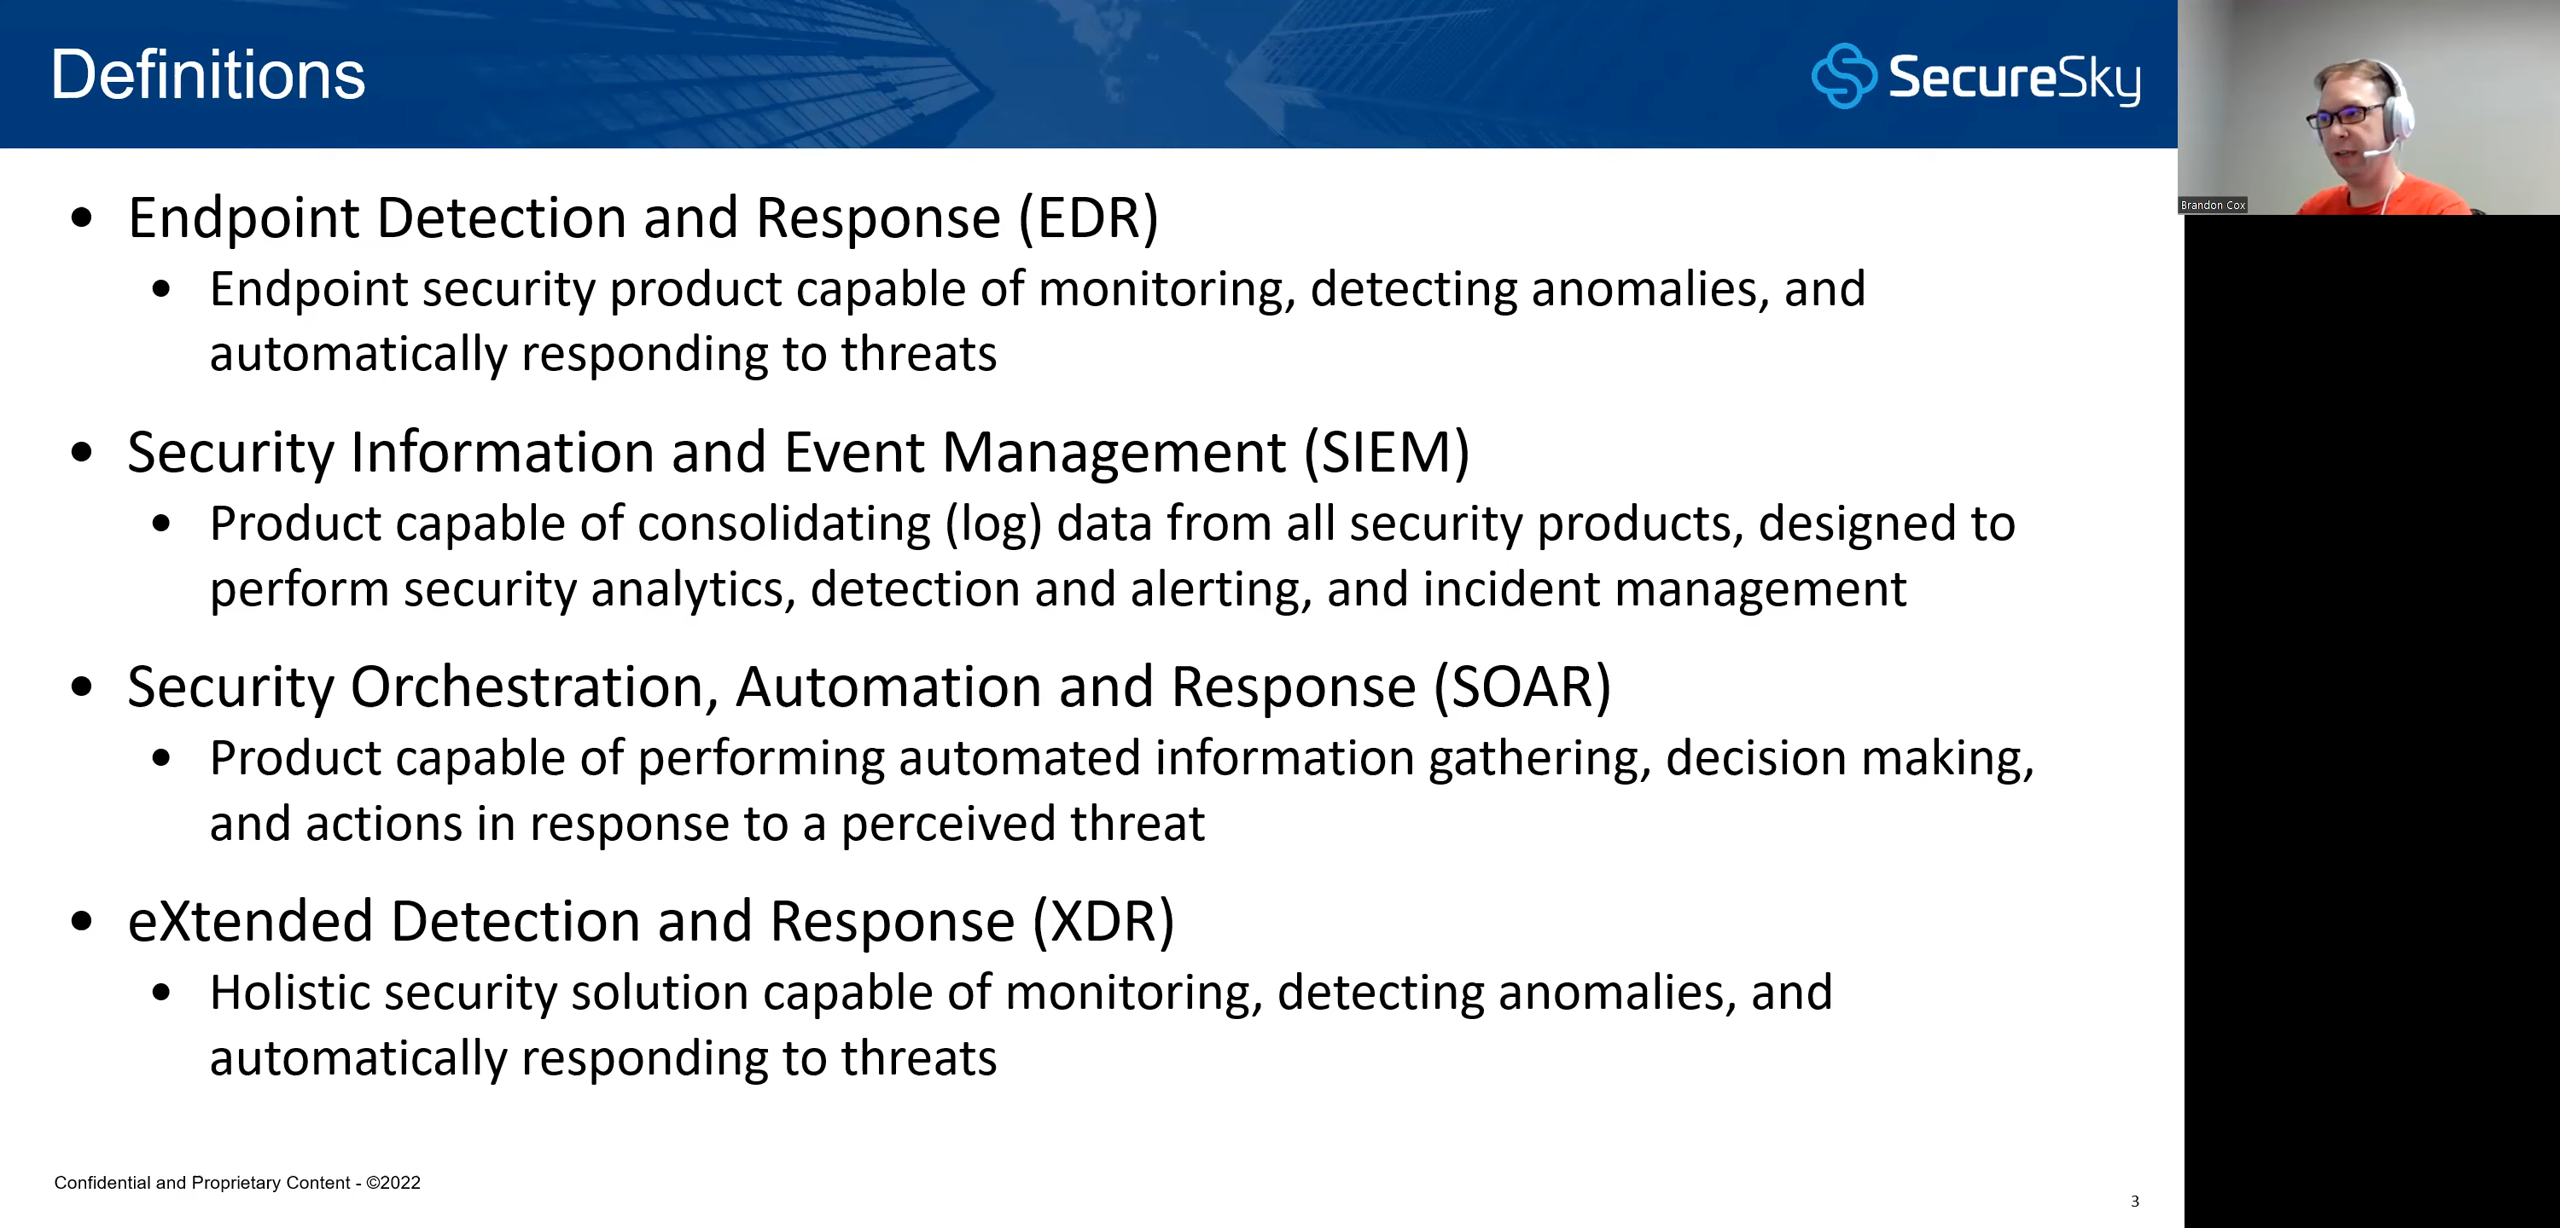 Definitions
SecureSky
Brandon Cox
• Endpoint Detection and Response (EDR)
• Endpoint security product capable of monitoring, detecting anomalies, and
automatically responding to threats
• Security Information and Event Management (SIEM)
• Product capable of consolidating (log) data from all security products, designed to
perform security analytics, detection and alerting, and incident management
• Security Orchestration, Automation and Response (SOAR)
• Product capable of performing automated information gathering, decision making,
and actions in response to a perceived threat
• eXtended Detection and Response (XDR)
• Holistic security solution capable of monitoring, detecting anomalies, and
automatically responding to threats
Confidential and Proprietary Content - ©2022
3